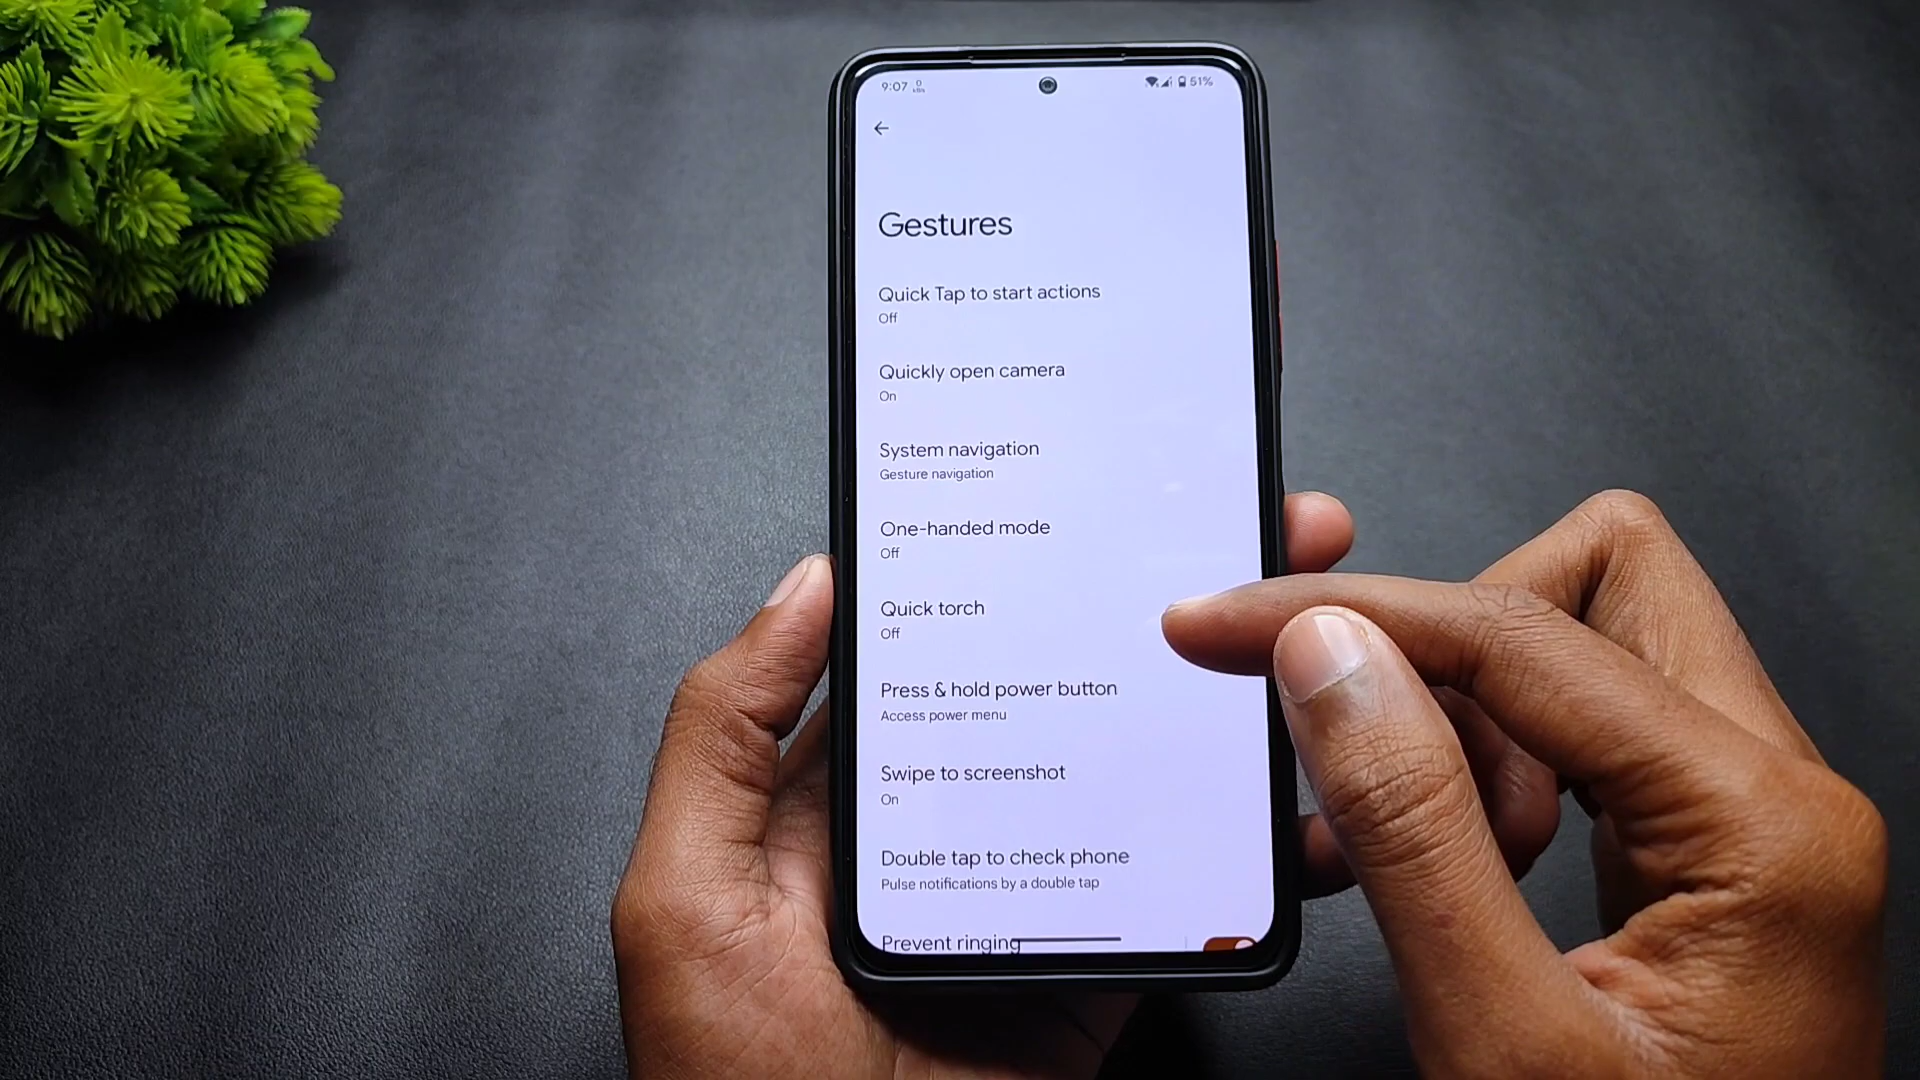 9:07 0 kB/s 51%
Gestures
Quick Tap to start actions
Off
Quickly open camera
On
System navigation
Gesture navigation
One-handed mode
Off
Quick torch
Off
Press & hold power button
Access power menu
Swipe to screenshot
On
Double tap to check phone
Pulse notifications by a double tap
Prevent ringing